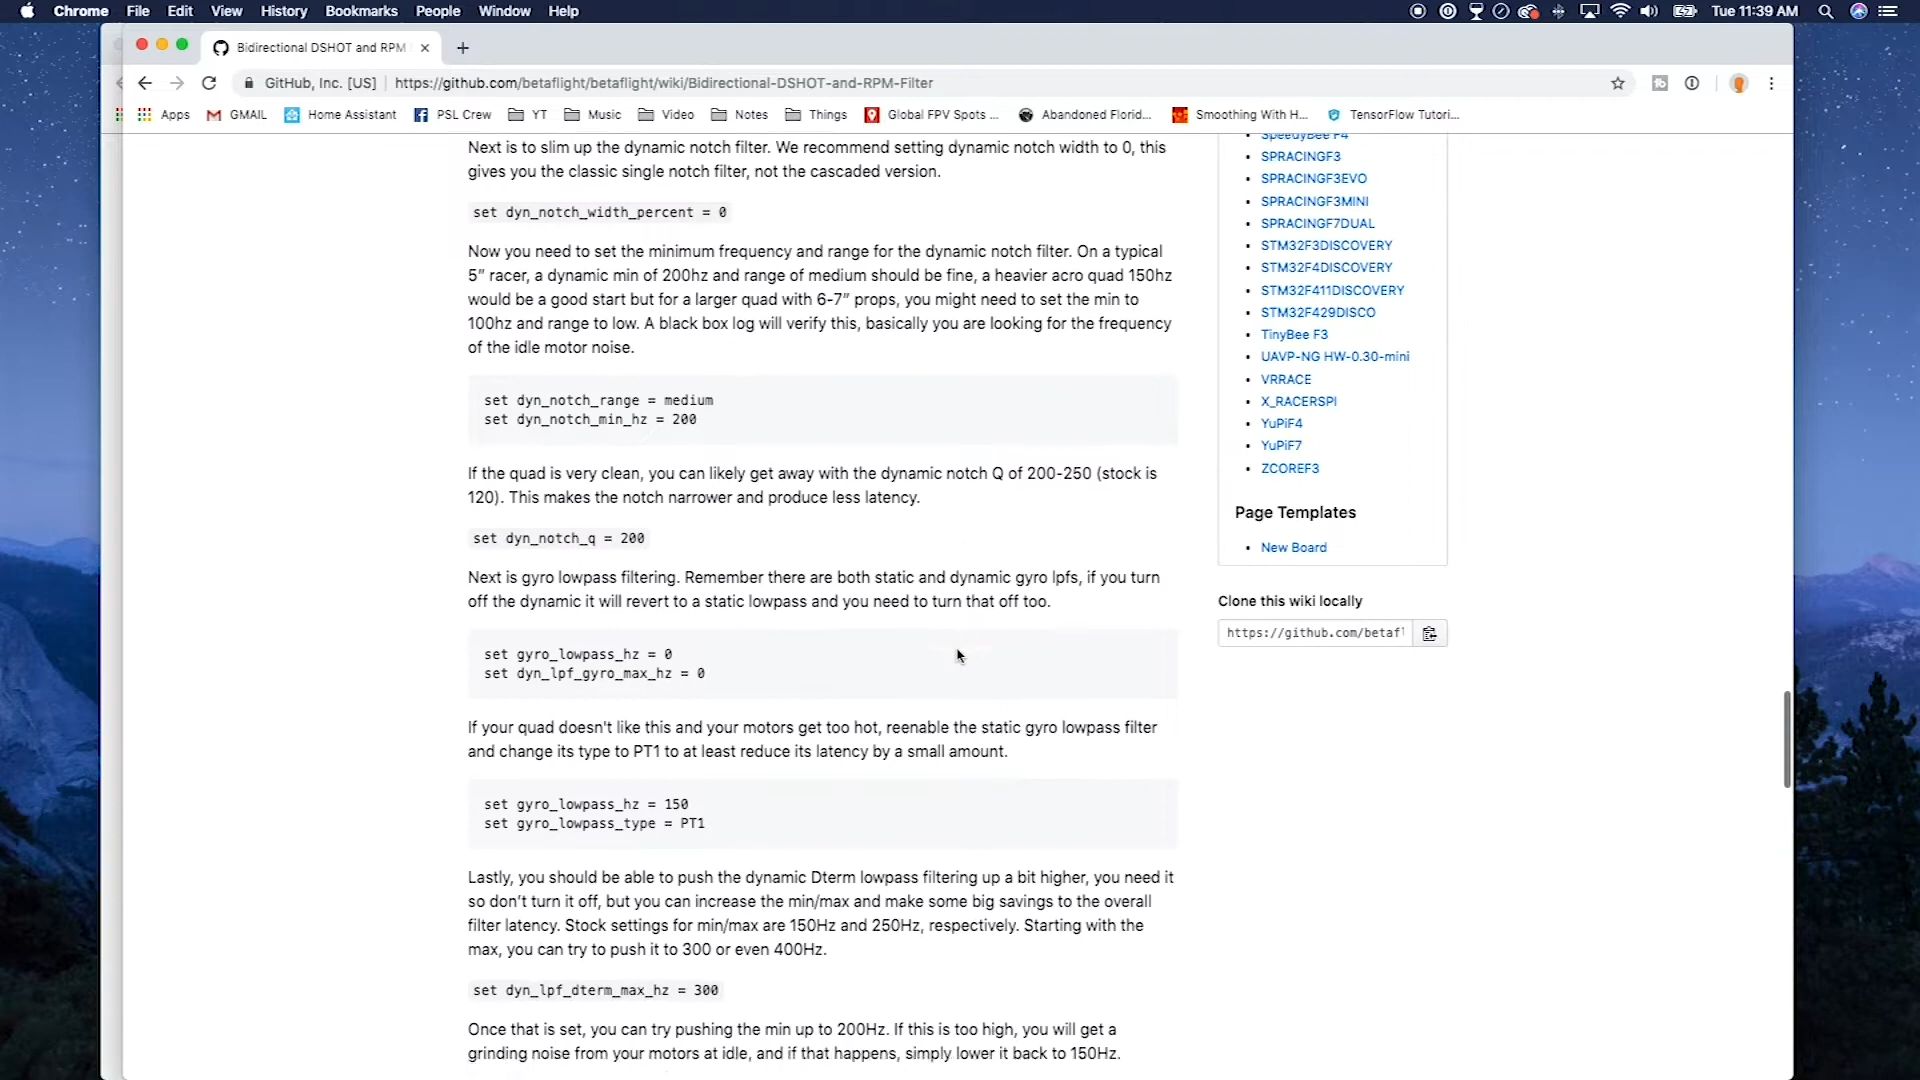 Chrome File Edit View History Bookmarks People Window Help Tue 11:39 AM
Bidirectional DSHOT and RPM
GitHub, Inc. [US] https://github.com/betaflight/betaflight/wiki/Bidirectional-DSHOT-and-RPM-Filter
Apps GMAIL Home Assistant PSL Crew YT Music Video Notes Things Global FPV Spots ... Abandoned Florid... Smoothing With H... TensorFlow Tutori...
Next is to slim up the dynamic notch filter. We recommend setting dynamic notch width to 0, this
gives you the classic single notch filter, not the cascaded version.
set dyn_notch_width_percent = 0
Now you need to set the minimum frequency and range for the dynamic notch filter. On a typical
5” racer, a dynamic min of 200hz and range of medium should be fine, a heavier acro quad 150hz
would be a good start but for a larger quad with 6-7” props, you might need to set the min to
100hz and range to low. A black box log will verify this, basically you are looking for the frequency
of the idle motor noise.
set dyn_notch_range = medium
set dyn_notch_min_hz = 200
If the quad is very clean, you can likely get away with the dynamic notch Q of 200-250 (stock is
120). This makes the notch narrower and produce less latency.
set dyn_notch_q = 200
Next is gyro lowpass filtering. Remember there are both static and dynamic gyro lpfs, if you turn
off the dynamic it will revert to a static lowpass and you need to turn that off too.
set gyro_lowpass_hz = 0
set dyn_lpf_gyro_max_hz = 0
If your quad doesn't like this and your motors get too hot, reenable the static gyro lowpass filter
and change its type to PT1 to at least reduce its latency by a small amount.
set gyro_lowpass_hz = 150
set gyro_lowpass_type = PT1
Lastly, you should be able to push the dynamic Dterm lowpass filtering up a bit higher, you need it
so don't turn it off, but you can increase the min/max and make some big savings to the overall
filter latency. Stock settings for min/max are 150Hz and 250Hz, respectively. Starting with the
max, you can try to push it to 300 or even 400Hz.
set dyn_lpf_dterm_max_hz = 300
Once that is set, you can try pushing the min up to 200Hz. If this is too high, you will get a
grinding noise from your motors at idle, and if that happens, simply lower it back to 150Hz.
SpeedyBee F4
SPRACINGF3
SPRACINGF3EVO
SPRACINGF3MINI
SPRACINGF7DUAL
STM32F3DISCOVERY
STM32F4DISCOVERY
STM32F411DISCOVERY
STM32F429DISCO
TinyBee F3
UAVP-NG HW-0.30-mini
VRRACE
X_RACERSPI
YuPiF4
YuPiF7
ZCOREF3
Page Templates
New Board
Clone this wiki locally
https://github.com/betafl